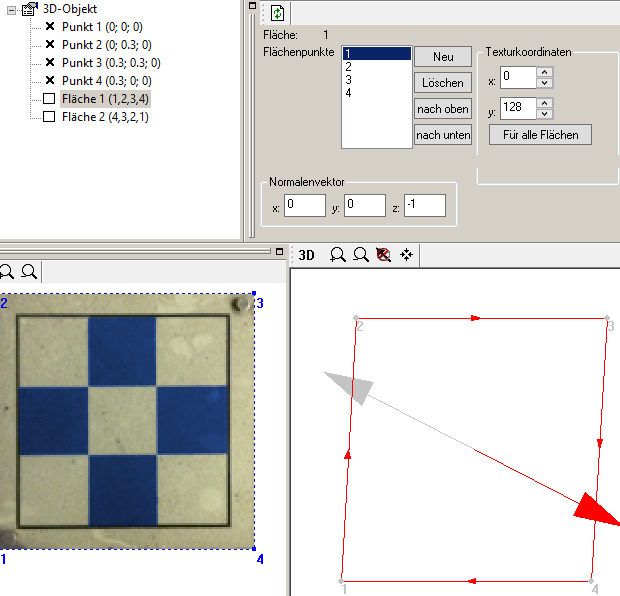 3D-Objekt
Punkt 1 (0; 0; 0)
Punkt 2 (0; 0.3; 0)
Punkt 3 (0.3; 0.3; 0)
Punkt 4 (0.3; 0; 0)
Fläche 1 (1,2,3,4)
Fläche 2 (4,3,2,1)
Fläche: 1
Flächenpunkte
1
2
3
4
Neu
Löschen
nach oben
nach unten
Texturkoordinaten
x: 0
y: 128
Für alle Flächen
Normalenvektor
x: 0 y: 0 z: -1
2 3
1 4
3D
2 3
1 4